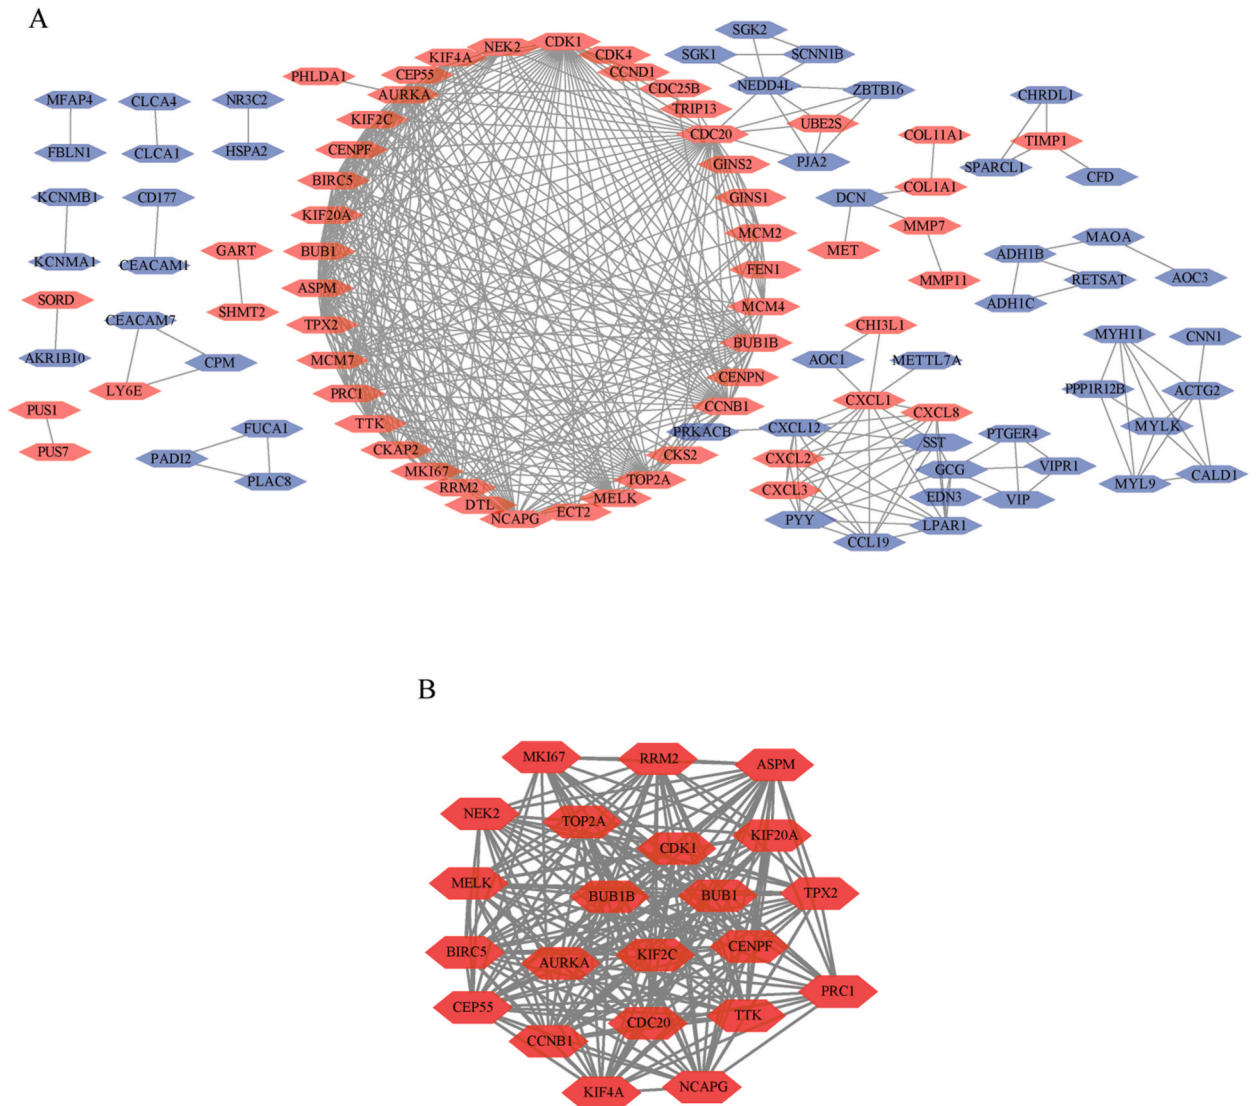 A
SGK2
CDK1
NEK2
CDK4
SGK1
SCNN1B
KIF4A
CCND1
PHLDA1
CEP55
CDC25B
NEDD4L
ZBTB16
AURKA
TRIP13
MFAP4
CLCA4
NR3C2
CHRDL1
KIF2C
CDC20
UBE2S
COL11A1
TIMP1
FBLN1
CLCA1
HSPA2
CENPF
GINS2
PJA2
SPARCL1
CFD
BIRC5
COL1A1
KCNMB1
CD177
GINS1
DCN
KIF20A
MMP7
MCM2
MAOA
GART
BUB1
MET
ADH1B
KCNMA1
CEACAM1
FEN1
MMP11
RETSAT
AOC3
ASPM
SORD
SHMT2
MCM4
ADH1C
CEACAM7
TPX2
CHI3L1
MYH11
CNN1
AKR1B10
CPM
MCM7
BUB1B
AOC1
METTL7A
LY6E
PRC1
CENPN
PPP1R12B
ACTG2
PUS1
CCNB1
CXCL1
CXCL8
TTK
PRKACB
CXCL12
MYLK
FUCA1
SST
PTGER4
PUS7
PADI2
CKAP2
CKS2
CXCL2
GCG
VIPR1
MKI67
TOP2A
CALD1
PLAC8
RRM2
CXCL3
EDN3
VIP
MYL9
DTL
MELK
NCAPG
ECT2
PYY
LPAR1
CCL19
B
MKI67
RRM2
ASPM
NEK2
TOP2A
KIF20A
CDK1
MELK
BUB1B
BUB1
TPX2
BIRC5
AURKA
KIF2C
CENPF
PRC1
CEP55
CDC20
TTK
CCNB1
KIF4A
NCAPG